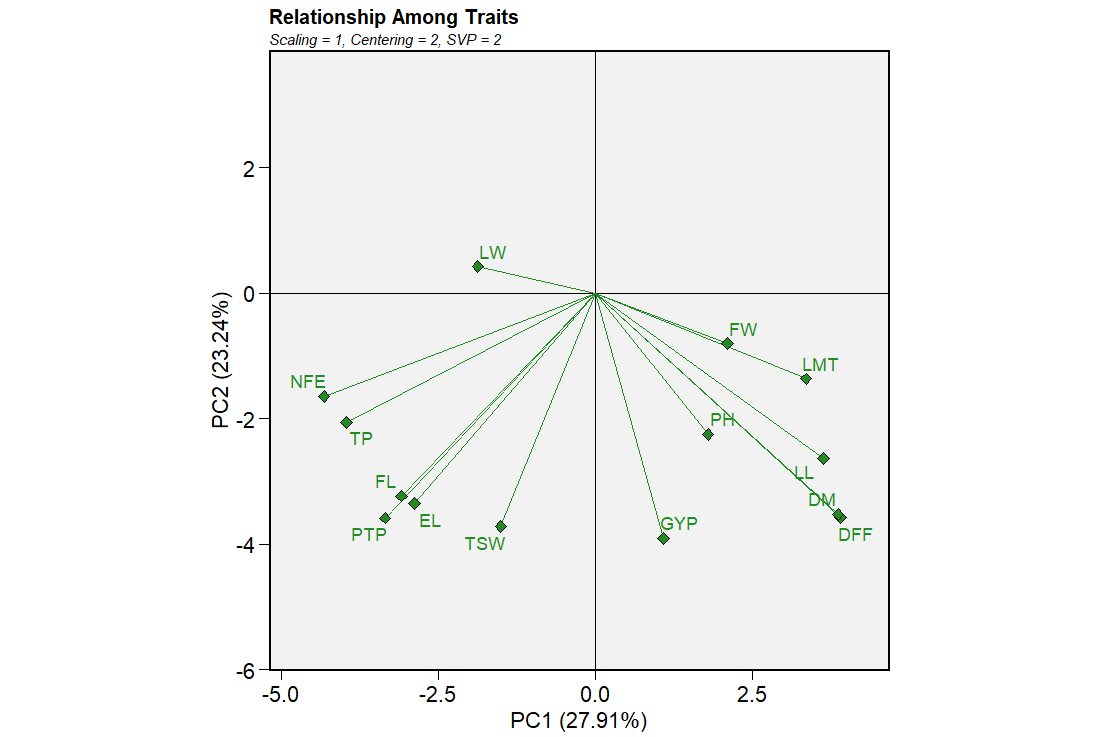 Relationship Among Traits
Scaling = 1, Centering = 2, SVP = 2
2
LW
0
FW
LMT
NFE
PC2 (23.24%)
-2
PH
TP
LL
FL
DM
EL
GYP
PTP
DFF
TSW
-4
-6
-5.0 -2.5 0.0 2.5
PC1 (27.91%)